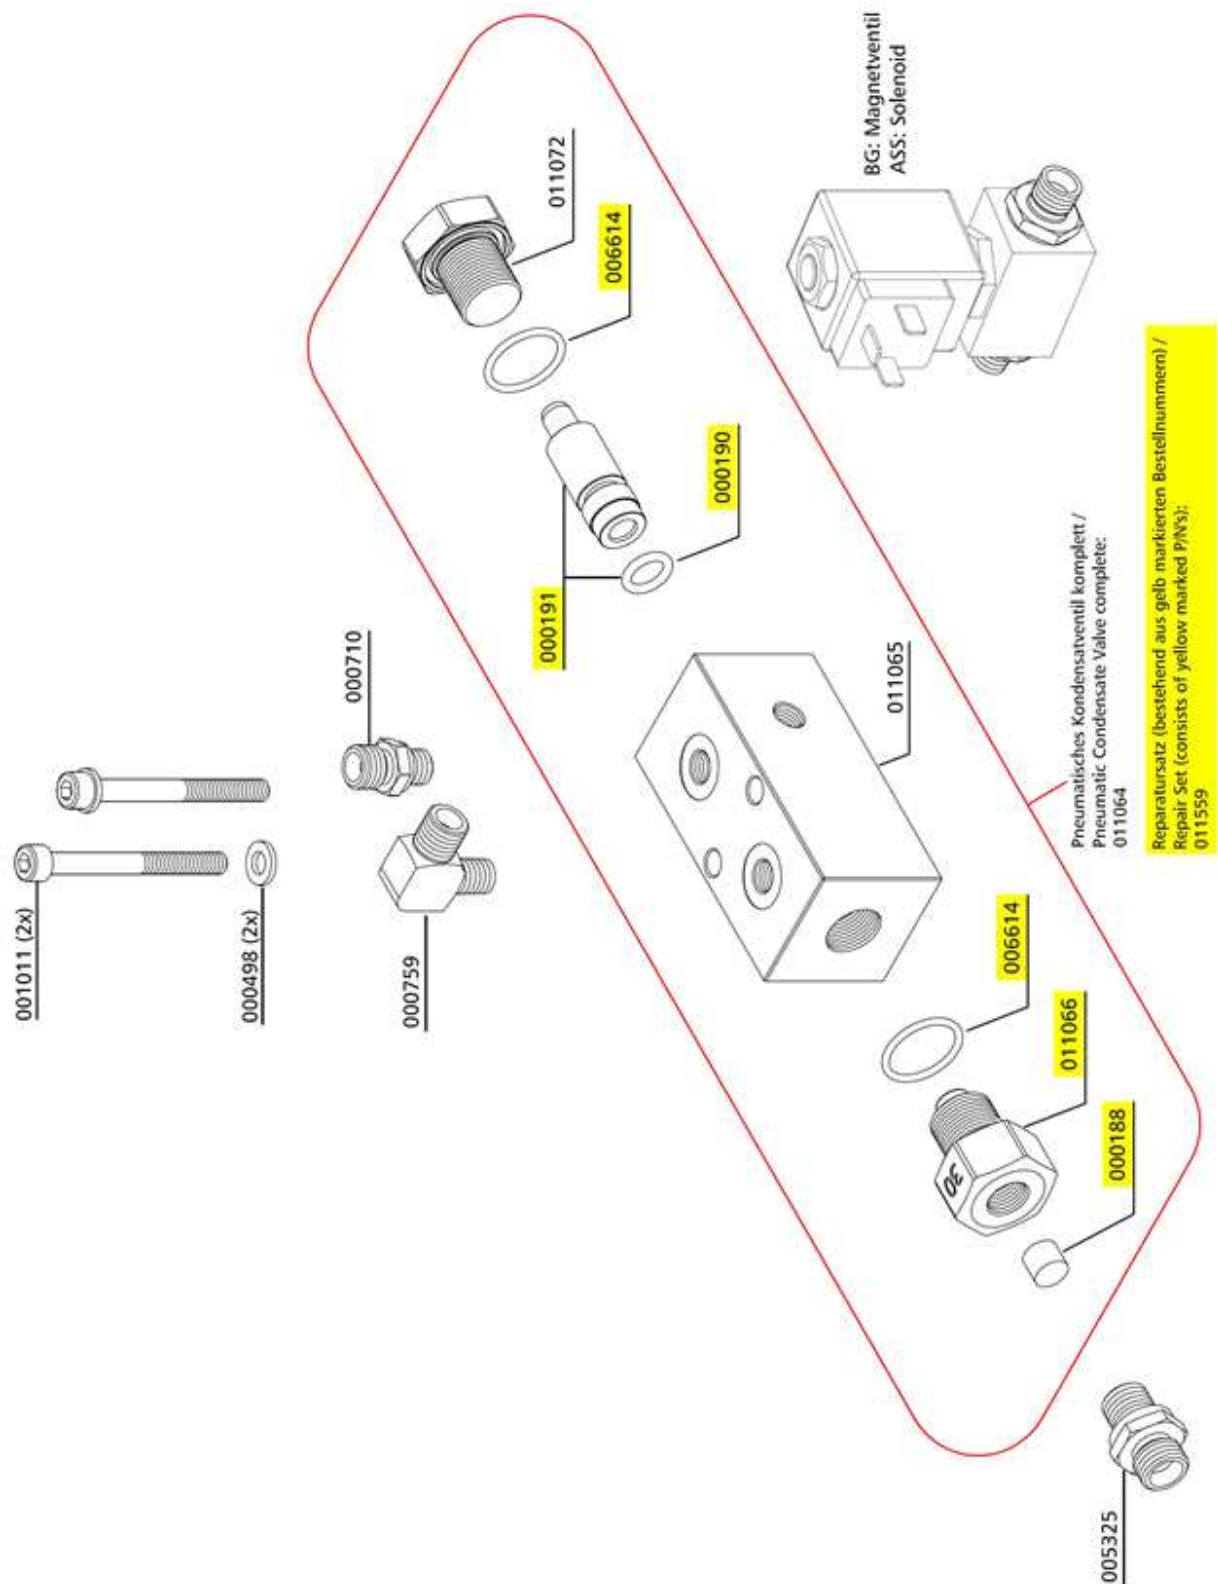 001011 (2x)
000498 (2x)
000710
000759
011072
006614
000191
000190
011065
006614
011066
30
000188
005325
BG: Magnetventil
ASS: Solenoid
Pneumatisches Kondensatventil komplett /
Pneumatic Condensate Valve complete:
011064
Reparatursatz (bestehend aus gelb markierten Bestellnummern) /
Repair Set (consists of yellow marked P/N's):
011559